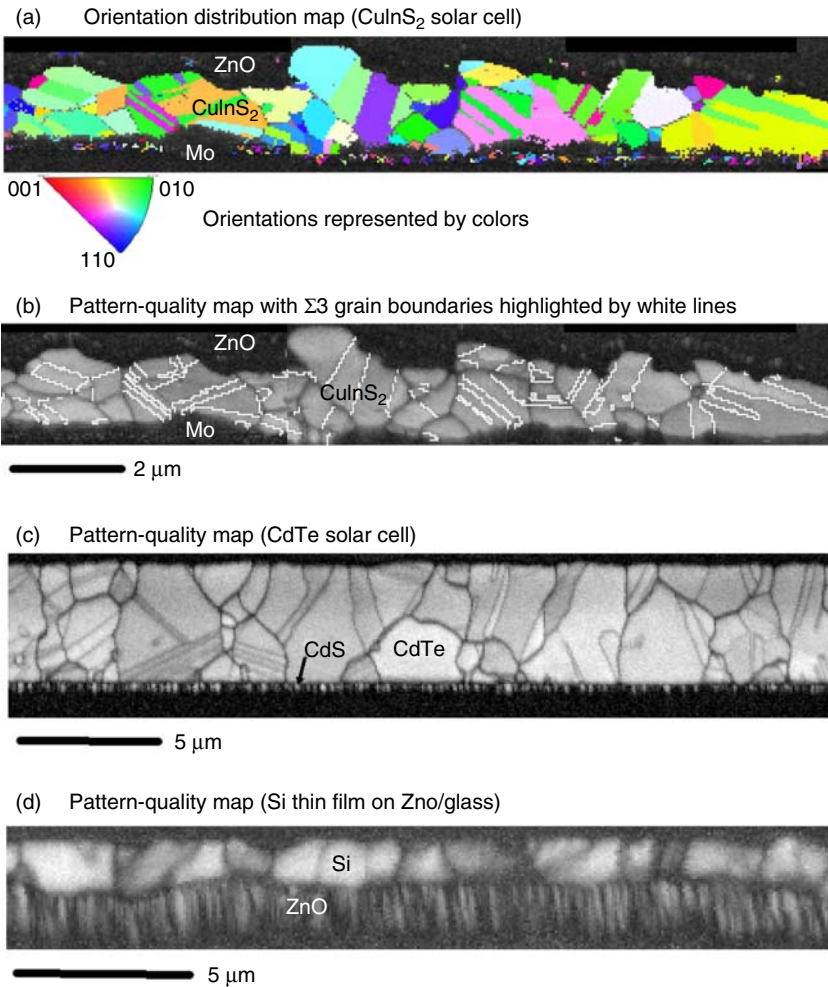 (a) Orientation distribution map (CuInS2 solar cell)
ZnO
CuInS2
Mo
001
010
110
Orientations represented by colors
(b) Pattern-quality map with Σ3 grain boundaries highlighted by white lines
ZnO
CuInS2
Mo
2 μm
(c) Pattern-quality map (CdTe solar cell)
CdS
CdTe
5 μm
(d) Pattern-quality map (Si thin film on Zno/glass)
Si
ZnO
5 μm